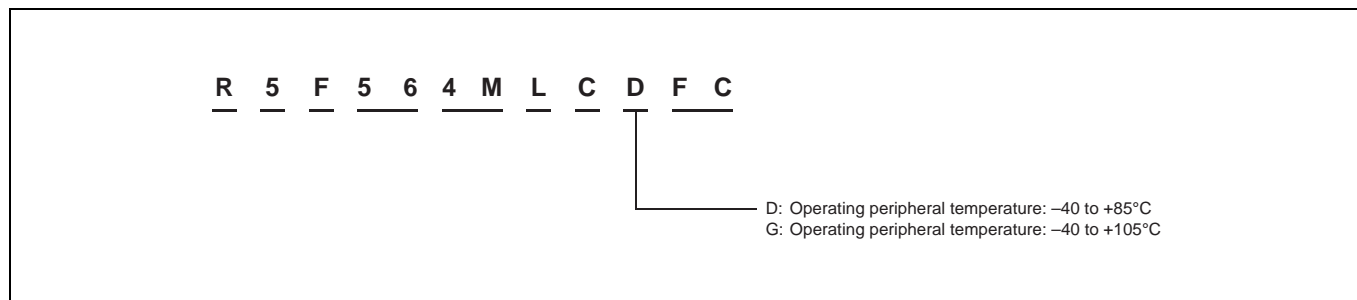 R 5 F 5 6 4 M L C D F C
D: Operating peripheral temperature: –40 to +85°C
G: Operating peripheral temperature: –40 to +105°C